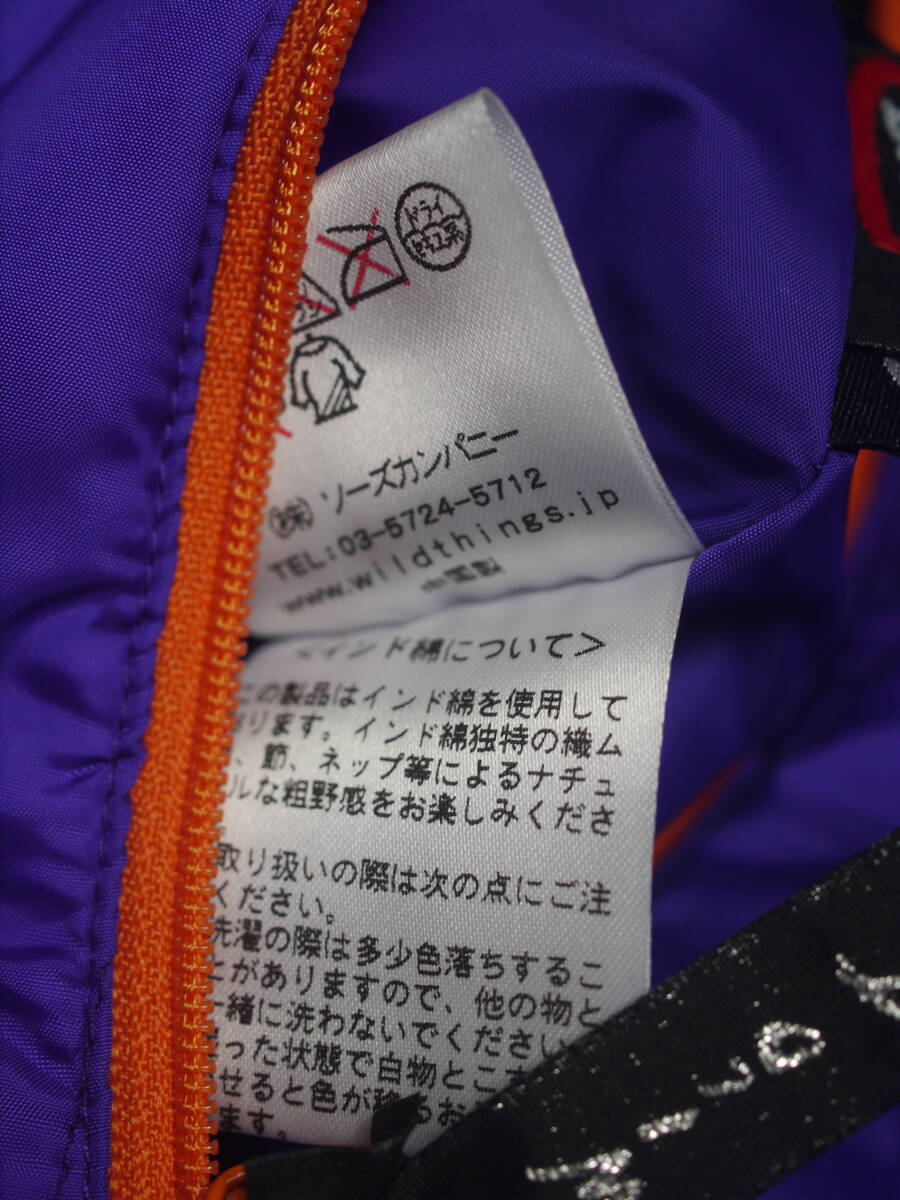 ドライ
セキユ系
㈱ ソーズカンパニー
TEL:03-5724-5712
www.wildthings.jp
中国製
<インド綿について>
この製品はインド綿を使用して
ります。インド綿独特の織ム
、節、ネップ等によるナチュ
ルな粗野感をお楽しみくださ
。
取り扱いの際は次の点にご注
ください。
洗濯の際は多少色落ちするこ
とがありますので、他の物と
一緒に洗わないでください
った状態で白物とこす
せると色が移るお
ます。